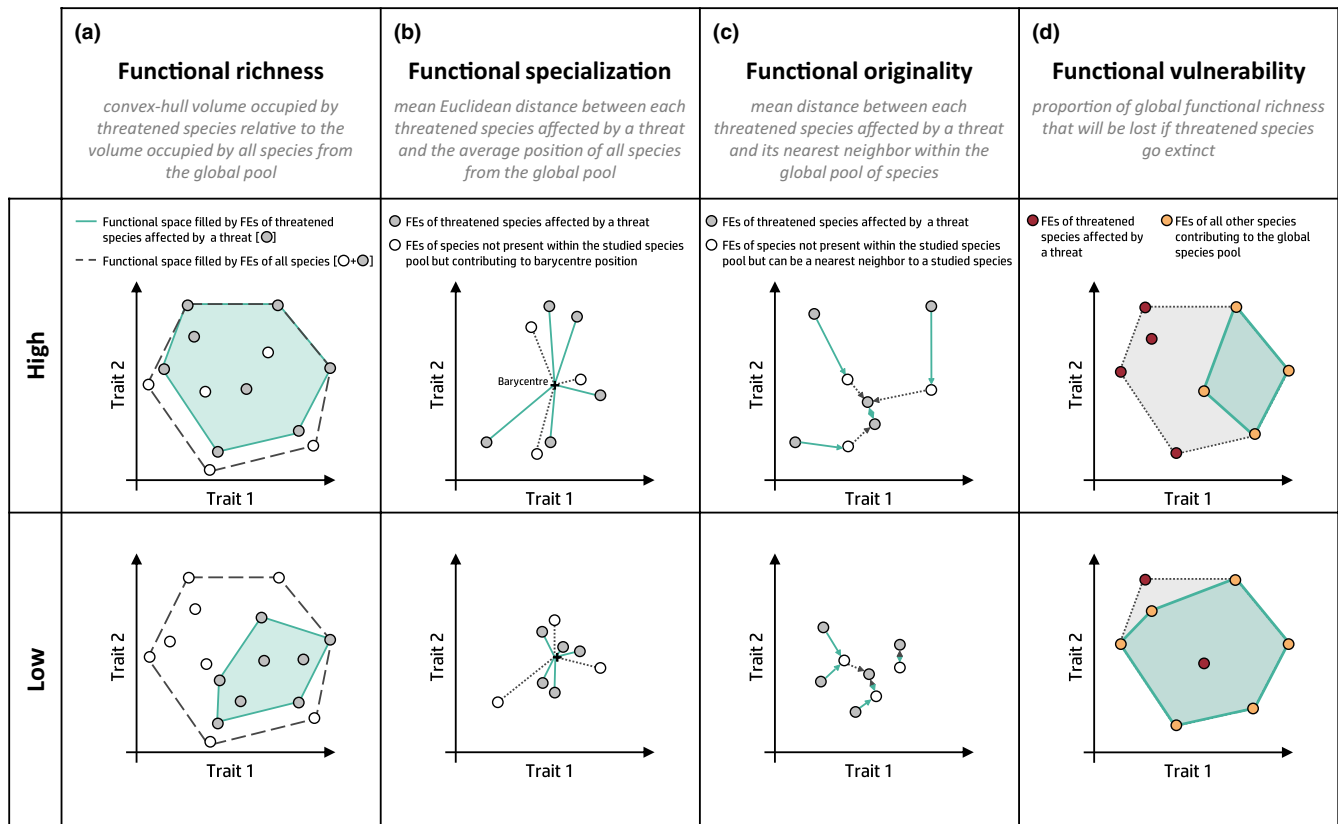 (a)
Functional richness
convex-hull volume occupied by
threatened species relative to the
volume occupied by all species from
the global pool
(b)
Functional specialization
mean Euclidean distance between each
threatened species affected by a threat
and the average position of all species
from the global pool
(c)
Functional originality
mean distance between each
threatened species affected by a threat
and its nearest neighbor within the
global pool of species
(d)
Functional vulnerability
proportion of global functional richness
that will be lost if threatened species
go extinct
High
Functional space filled by FEs of threatened
species affected by a threat [ ]
Functional space filled by FEs of all species [ + ]
Trait 2
Trait 1
FEs of threatened species affected by a threat
FEs of species not present within the studied species
pool but contributing to barycentre position
Barycentre
Trait 2
Trait 1
FEs of threatened species affected by a threat
FEs of species not present within the studied species
pool but can be a nearest neighbor to a studied species
Trait 2
Trait 1
FEs of threatened
species affected by
a threat
FEs of all other species
contributing to the global
species pool
Trait 2
Trait 1
Low
Trait 2
Trait 1
Trait 2
Trait 1
Trait 2
Trait 1
Trait 2
Trait 1